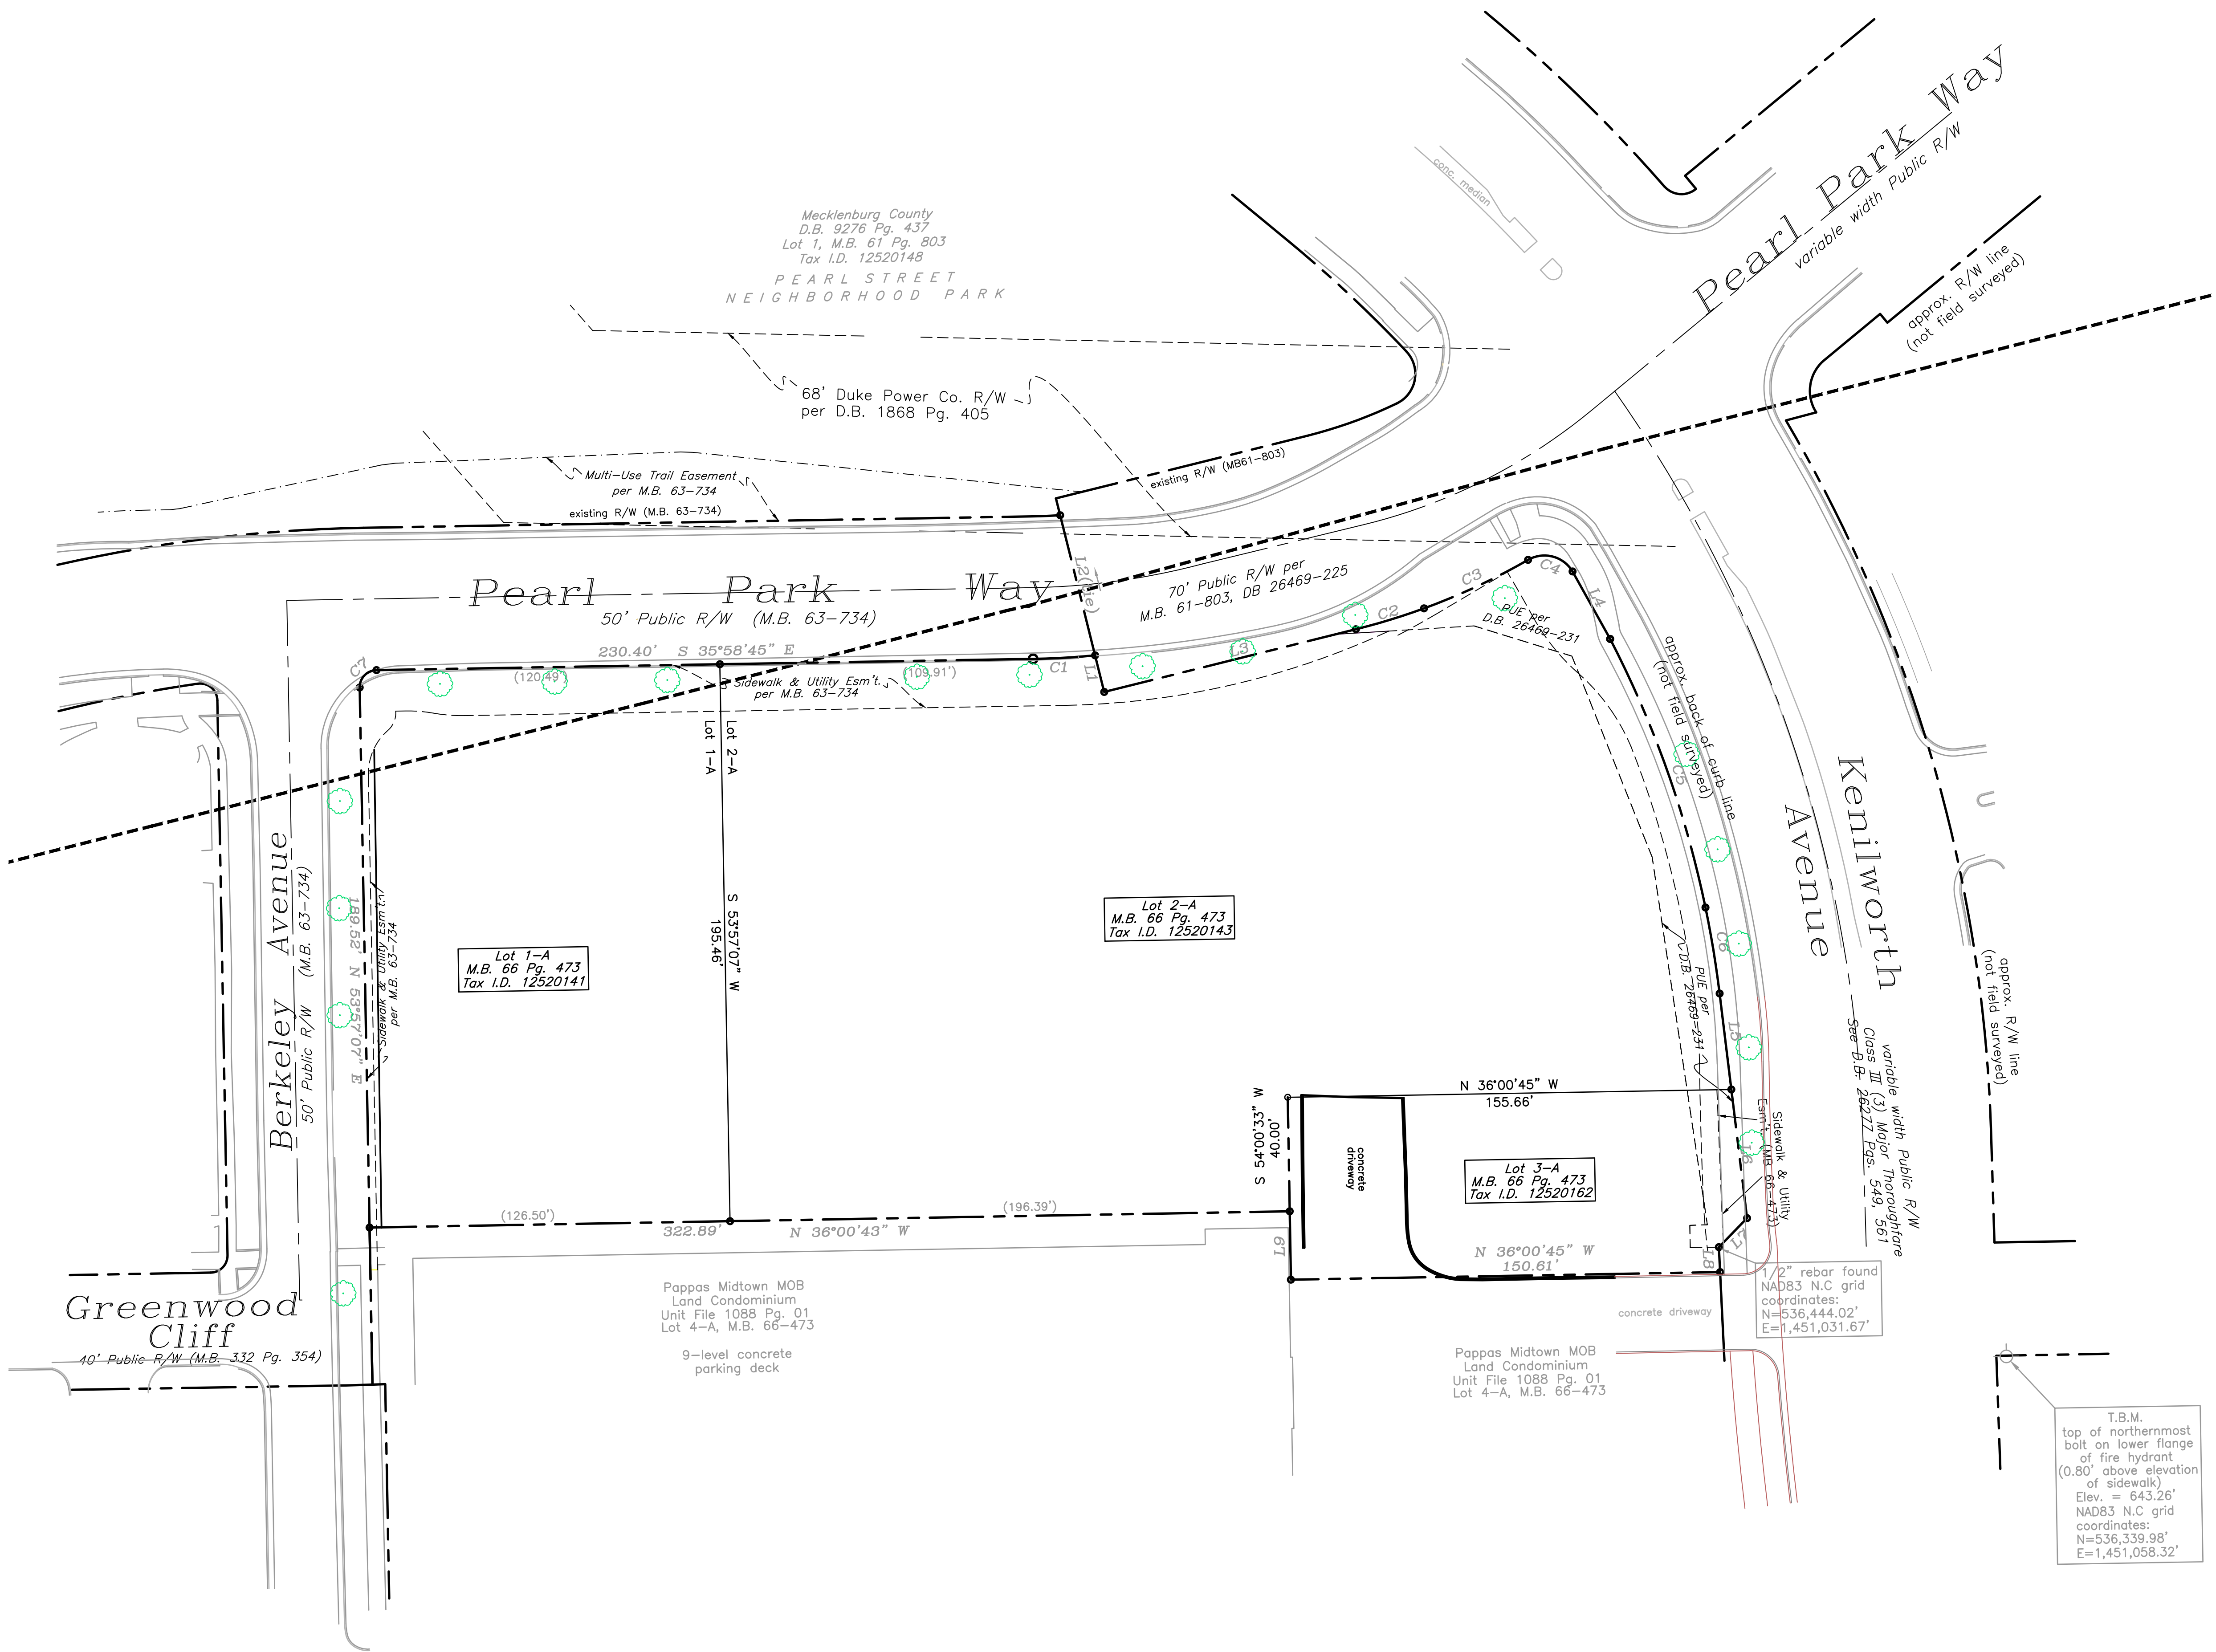 Pearl Park Way
variable width Public R/W
conc. median
approx. R/W line
(not field surveyed)
Mecklenburg County
D.B. 9276 Pg. 437
Lot 1, M.B. 61 Pg. 803
Tax I.D. 12520148
PEARL STREET
NEIGHBORHOOD PARK
68' Duke Power Co. R/W
per D.B. 1868 Pg. 405
Multi-Use Trail Easement
per M.B. 63-734
existing R/W (M.B. 63-734)
existing R/W (MB61-803)
L2(tie)
Pearl Park Way
50' Public R/W (M.B. 63-734)
70' Public R/W per
M.B. 61-803, DB 26469-225
C3
C4
L4
C2
PUE per
D.B. 26469-231
L3
C7
230.40' S 35°58'45" E
(120.49')
(109.91')
C1
L1
Sidewalk & Utility Esm't.
per M.B. 63-734
Lot 2-A
Lot 1-A
approx. back of curb line
(not field surveyed)
C5
Kenilworth
Avenue
variable width Public R/W
Class III (3) Major Thoroughfare
See D.B. 26277 Pgs. 549, 561
approx. R/W line
(not field surveyed)
Berkeley Avenue
50' Public R/W (M.B. 63-734)
189.52' N 53°57'07" E
Sidewalk & Utility Esm't.
per M.B. 63-734
S 53°57'07" W
195.46'
Lot 1-A
M.B. 66 Pg. 473
Tax I.D. 12520141
Lot 2-A
M.B. 66 Pg. 473
Tax I.D. 12520143
C6
PUE per
D.B. 26469-231
L5
N 36°00'45" W
155.66'
S 54°00'33" W
40.00'
concrete
driveway
Lot 3-A
M.B. 66 Pg. 473
Tax I.D. 12520162
Sidewalk & Utility
Esm't. (MB 66-473)
L6
L7
L8
L9
(126.50')
(196.39')
322.89' N 36°00'43" W
N 36°00'45" W
150.61'
1/2" rebar found
NAD83 N.C grid
coordinates:
N=536,444.02'
E=1,451,031.67'
Greenwood
Cliff
40' Public R/W (M.B. 332 Pg. 354)
Pappas Midtown MOB
Land Condominium
Unit File 1088 Pg. 01
Lot 4-A, M.B. 66-473
9-level concrete
parking deck
concrete driveway
Pappas Midtown MOB
Land Condominium
Unit File 1088 Pg. 01
Lot 4-A, M.B. 66-473
T.B.M.
top of northernmost
bolt on lower flange
of fire hydrant
(0.80' above elevation
of sidewalk)
Elev. = 643.26'
NAD83 N.C grid
coordinates:
N=536,339.98'
E=1,451,058.32'